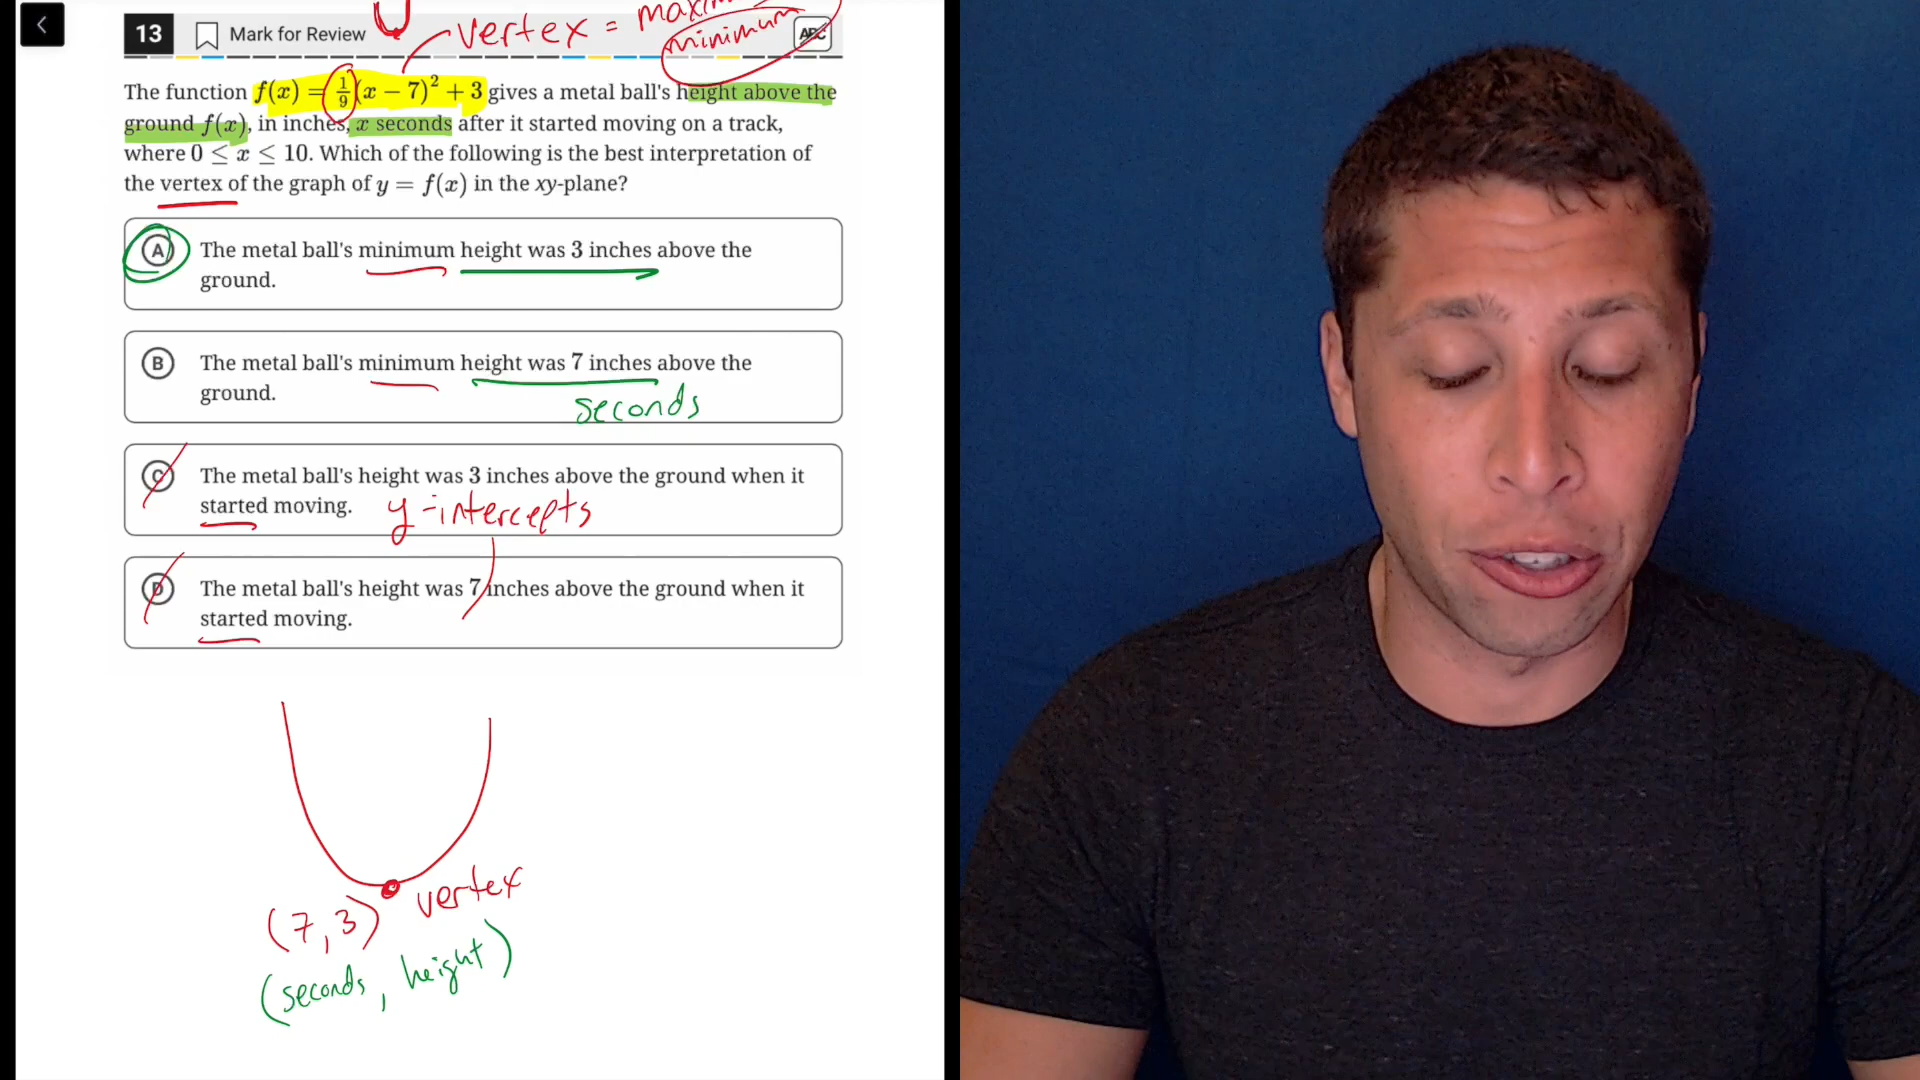 13 Mark for Review vertex = minimum ABC
The function f(x) = 1/9(x − 7)² + 3 gives a metal ball's height above the
ground f(x), in inches, x seconds after it started moving on a track,
where 0 ≤ x ≤ 10. Which of the following is the best interpretation of
the vertex of the graph of y = f(x) in the xy-plane?
A The metal ball's minimum height was 3 inches above the
ground.
B The metal ball's minimum height was 7 inches above the
ground.
seconds
C The metal ball's height was 3 inches above the ground when it
started moving. y-intercepts
D The metal ball's height was 7 inches above the ground when it
started moving.
vertex
(7,3)
(seconds, height)